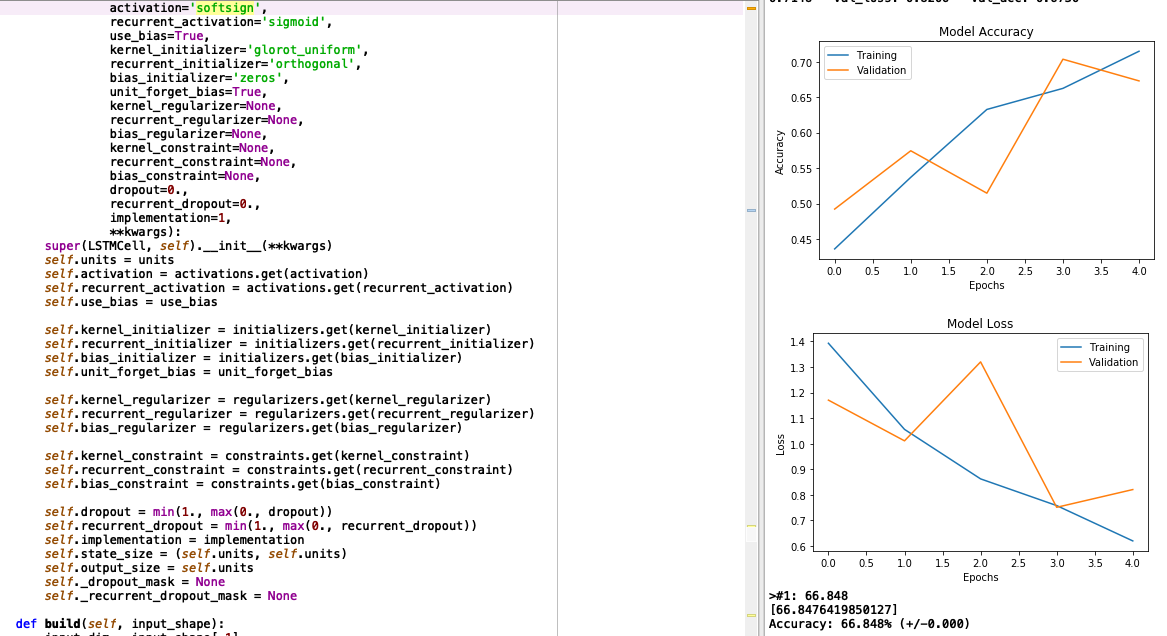 activation='softsign',
recurrent_activation='sigmoid',
use_bias=True,
kernel_initializer='glorot_uniform',
recurrent_initializer='orthogonal',
bias_initializer='zeros',
unit_forget_bias=True,
kernel_regularizer=None,
recurrent_regularizer=None,
bias_regularizer=None,
kernel_constraint=None,
recurrent_constraint=None,
bias_constraint=None,
dropout=0.,
recurrent_dropout=0.,
implementation=1,
**kwargs):
super(LSTMCell, self).__init__(**kwargs)
self.units = units
self.activation = activations.get(activation)
self.recurrent_activation = activations.get(recurrent_activation)
self.use_bias = use_bias
self.kernel_initializer = initializers.get(kernel_initializer)
self.recurrent_initializer = initializers.get(recurrent_initializer)
self.bias_initializer = initializers.get(bias_initializer)
self.unit_forget_bias = unit_forget_bias
self.kernel_regularizer = regularizers.get(kernel_regularizer)
self.recurrent_regularizer = regularizers.get(recurrent_regularizer)
self.bias_regularizer = regularizers.get(bias_regularizer)
self.kernel_constraint = constraints.get(kernel_constraint)
self.recurrent_constraint = constraints.get(recurrent_constraint)
self.bias_constraint = constraints.get(bias_constraint)
self.dropout = min(1., max(0., dropout))
self.recurrent_dropout = min(1., max(0., recurrent_dropout))
self.implementation = implementation
self.state_size = (self.units, self.units)
self.output_size = self.units
self._dropout_mask = None
self._recurrent_dropout_mask = None
def build(self, input_shape):
Model Accuracy
Training
Validation
0.70
0.65
0.60
0.55
0.50
0.45
Accuracy
0.0 0.5 1.0 1.5 2.0 2.5 3.0 3.5 4.0
Epochs
Model Loss
Training
Validation
1.4
1.3
1.2
1.1
1.0
0.9
0.8
0.7
0.6
Loss
0.0 0.5 1.0 1.5 2.0 2.5 3.0 3.5 4.0
Epochs
>#1: 66.848
[66.8476419850127]
Accuracy: 66.848% (+/-0.000)